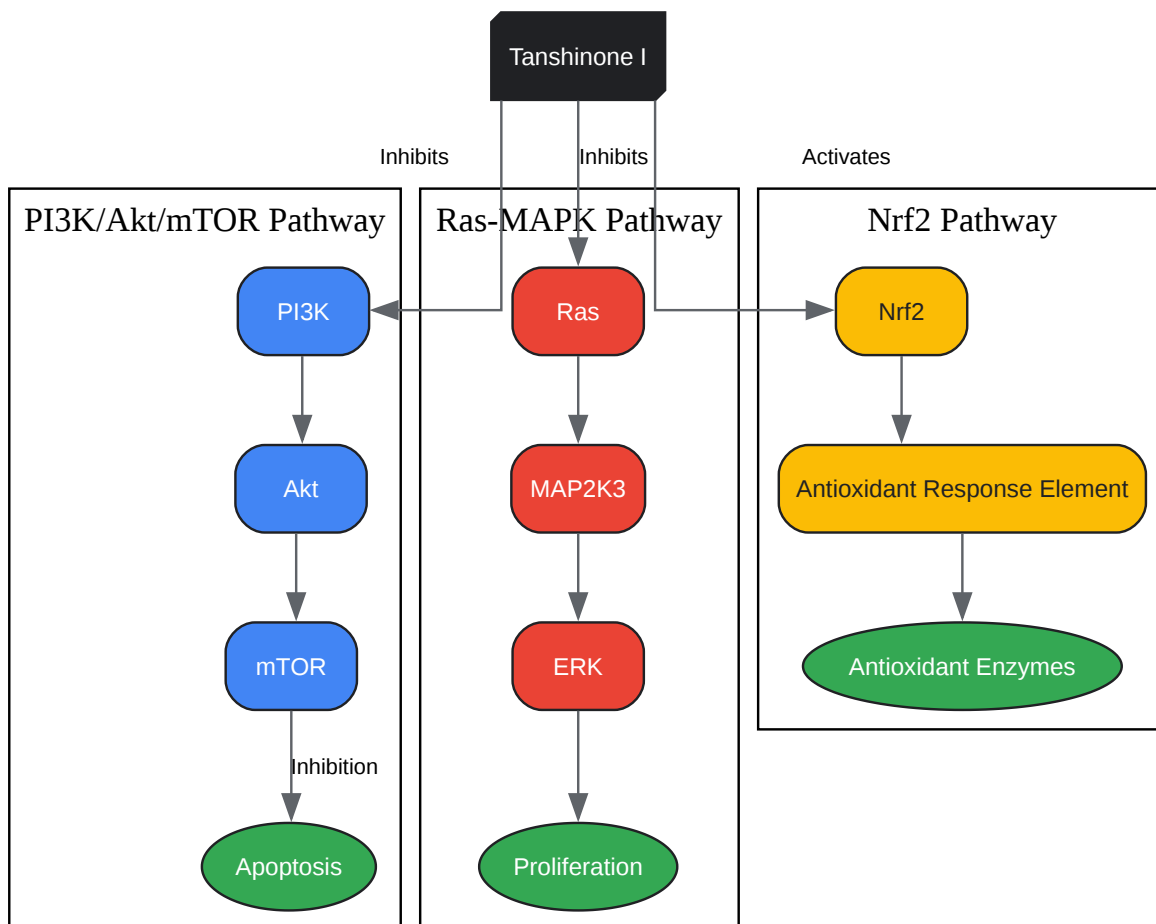 Tanshinone I
Inhibits
Inhibits
Activates
PI3K/Akt/mTOR Pathway
Ras-MAPK Pathway
Nrf2 Pathway
PI3K
Ras
Nrf2
Akt
MAP2K3
Antioxidant Response Element
mTOR
ERK
Antioxidant Enzymes
Inhibition
Apoptosis
Proliferation